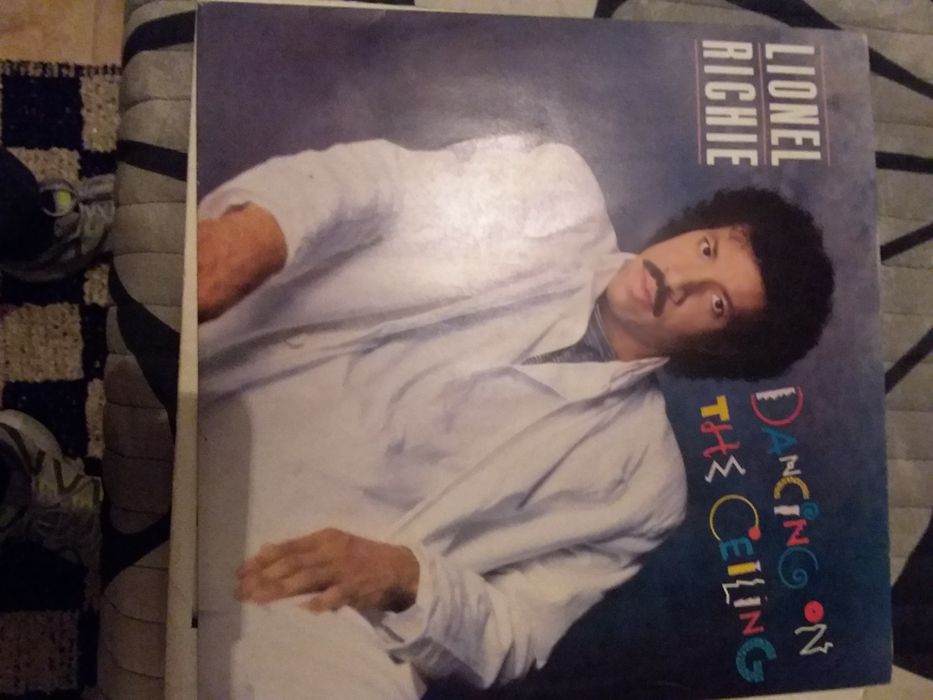 LIONEL
RICHIE
DANCING ON
THE CEILING